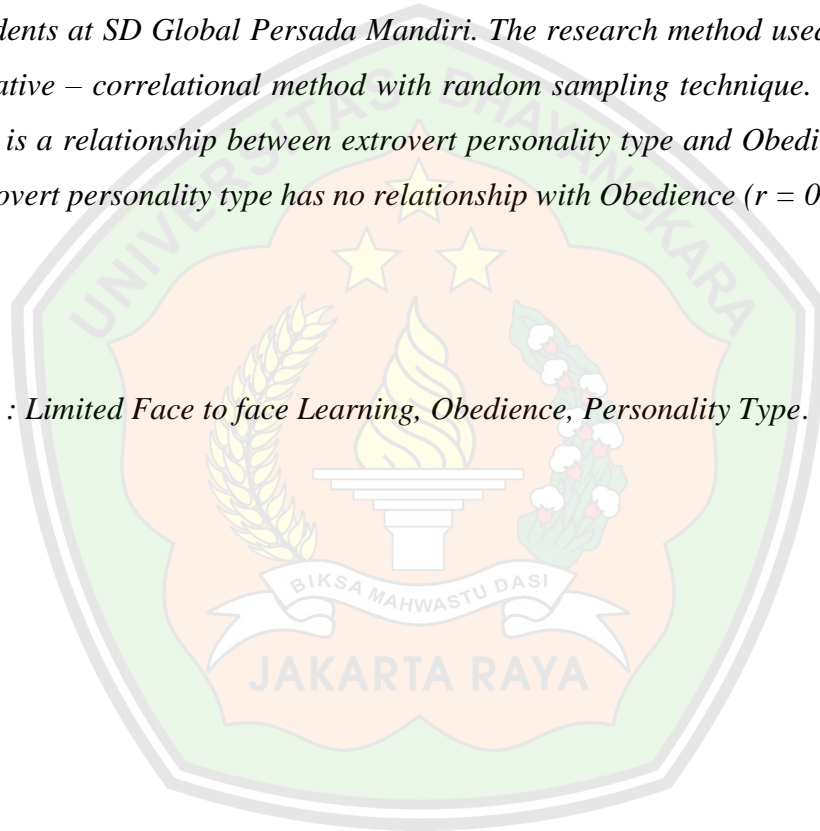 dents at SD Global Persada Mandiri. The research method used
ative – correlational method with random sampling technique.
is a relationship between extrovert personality type and Obedi
overt personality type has no relationship with Obedience (r = 0
: Limited Face to face Learning, Obedience, Personality Type.
UNIVERSITAS BHAYANGKARA
BIKSA MAHWASTU DASI
JAKARTA RAYA